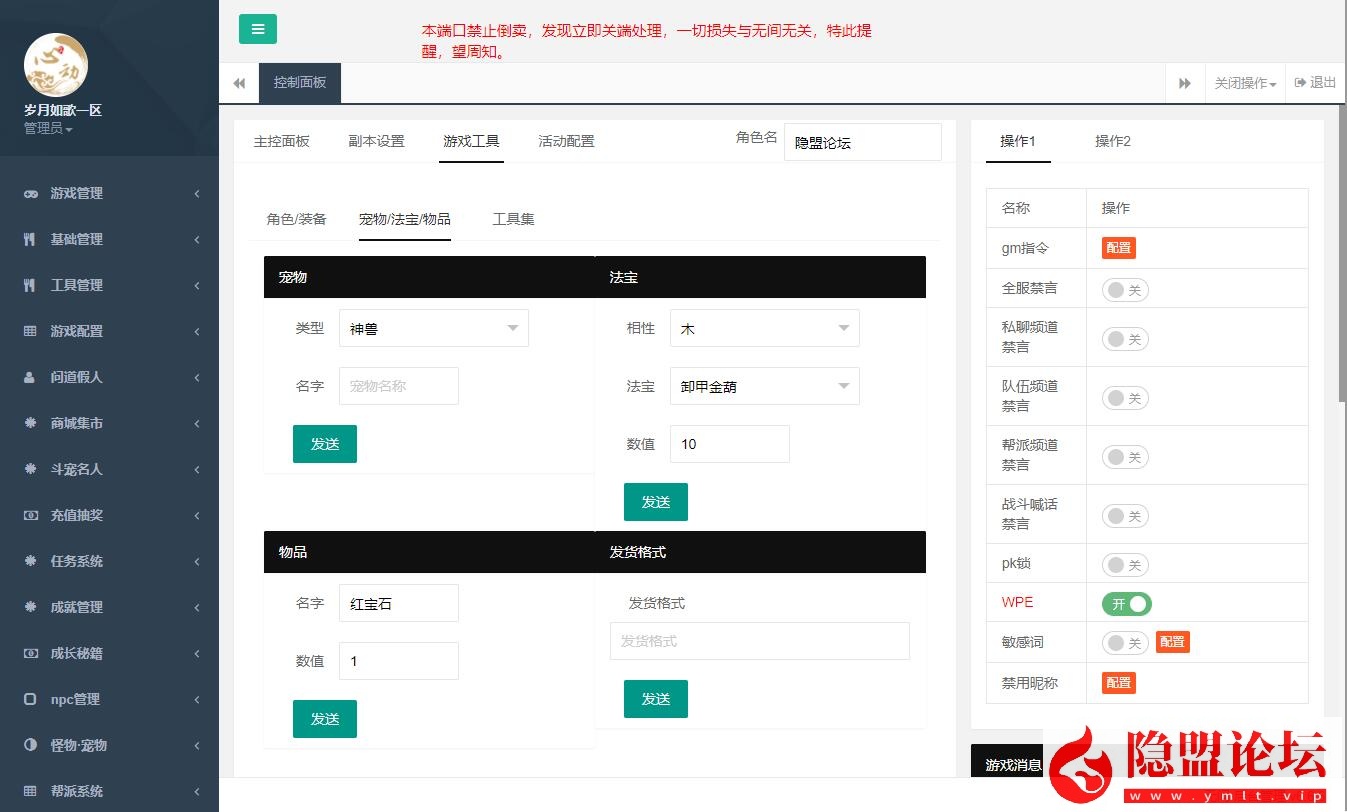 心动
岁月如歌一区
管理员
游戏管理
基础管理
工具管理
游戏配置
问道假人
商城集市
斗宠名人
充值抽奖
任务系统
成就管理
成长秘籍
npc管理
怪物·宠物
帮派系统
本端口禁止倒卖，发现立即关端处理，一切损失与无间无关，特此提
醒，望周知。
控制面板
关闭操作
退出
主控面板 副本设置 游戏工具 活动配置
角色名 隐盟论坛
角色/装备 宠物/法宝/物品 工具集
宠物
类型 神兽
名字 宠物名称
发送
法宝
相性 木
法宝 卸甲金葫
数值 10
发送
物品
名字 红宝石
数值 1
发送
发货格式
发货格式
发货格式
发送
操作1 操作2
名称 操作
gm指令 配置
全服禁言 关
私聊频道
禁言 关
队伍频道
禁言 关
帮派频道
禁言 关
战斗喊话
禁言 关
pk锁 关
WPE 开
敏感词 关 配置
禁用昵称 配置
游戏消息
隐盟论坛
www.ymlt.vip